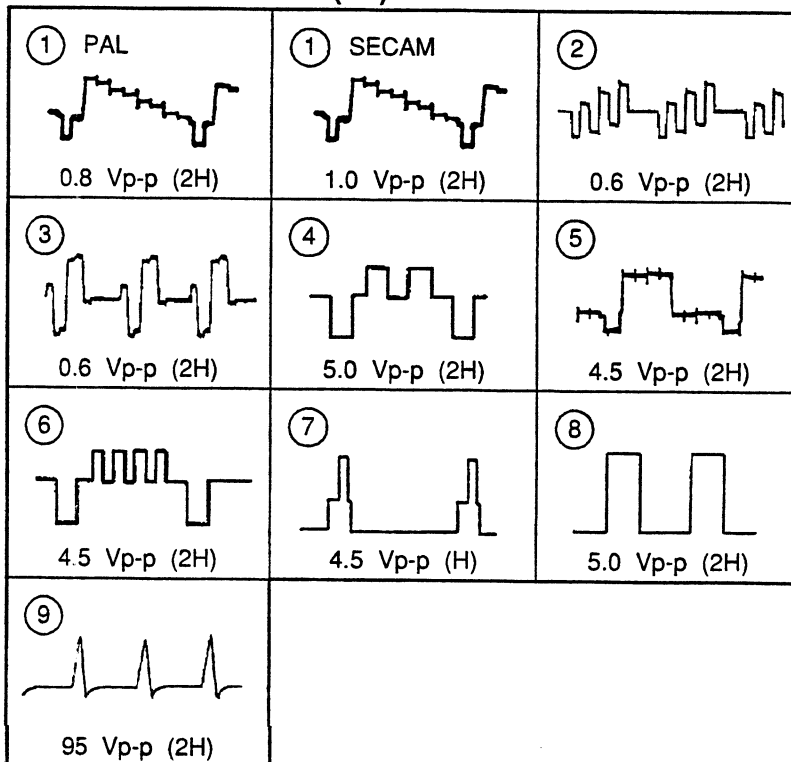 ① PAL
① SECAM
②
0.8 Vp-p (2H)
1.0 Vp-p (2H)
0.6 Vp-p (2H)
③
④
⑤
0.6 Vp-p (2H)
5.0 Vp-p (2H)
4.5 Vp-p (2H)
⑥
⑦
⑧
4.5 Vp-p (2H)
4.5 Vp-p (H)
5.0 Vp-p (2H)
⑨
95 Vp-p (2H)